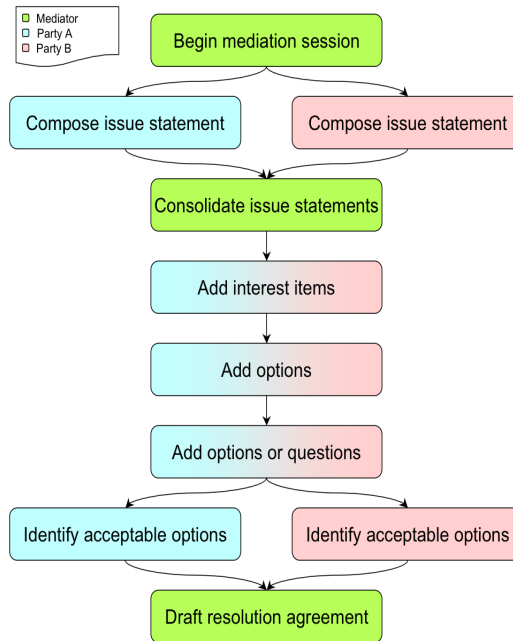 Mediator
Party A
Party B
Begin mediation session
Compose issue statement
Compose issue statement
Consolidate issue statements
Add interest items
Add options
Add options or questions
Identify acceptable options
Identify acceptable options
Draft resolution agreement